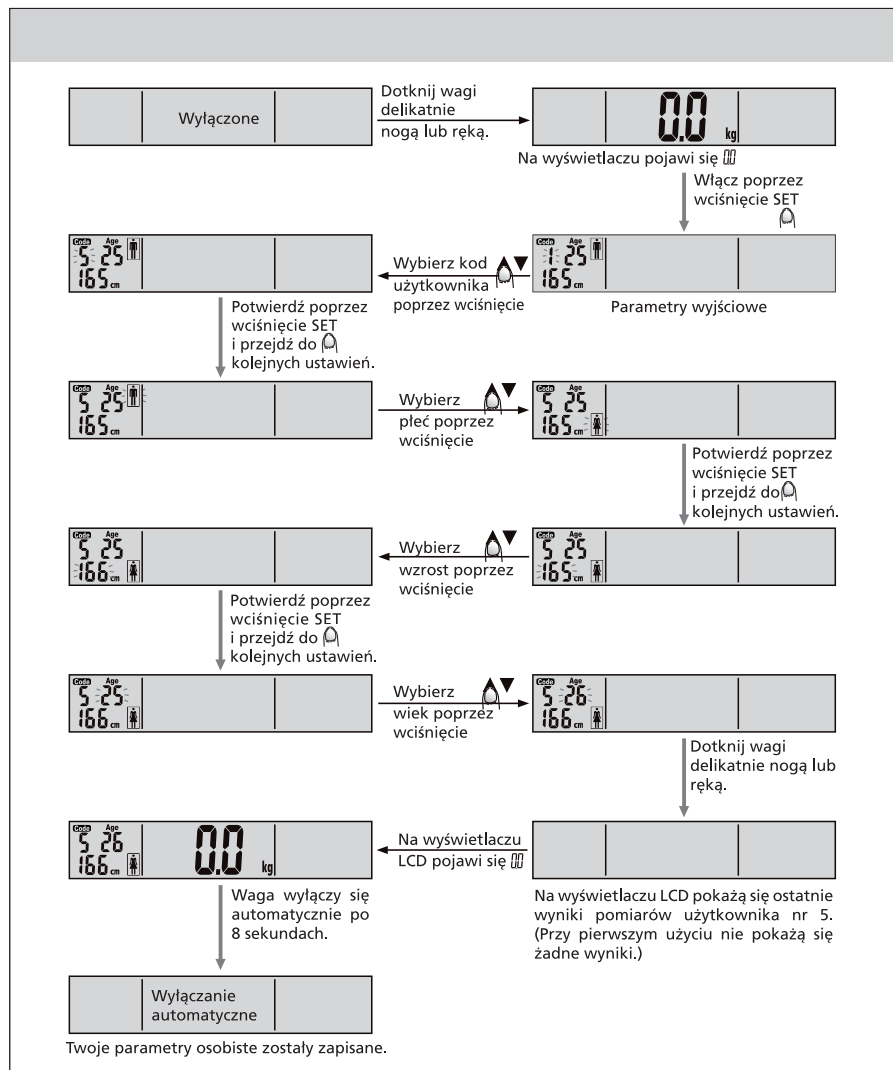 Wyłączone
Dotknij wagi
delikatnie
nogą lub ręką.
0.0 kg
Na wyświetlaczu pojawi się 0.0
Włącz poprzez
wciśnięcie SET
Code Age
1 25
165 cm
Parametry wyjściowe
Wybierz kod
użytkownika
poprzez wciśnięcie
Code Age
5 25
165 cm
Potwierdź poprzez
wciśnięcie SET
i przejdź do
kolejnych ustawień.
Code Age
5 25
165 cm
Wybierz
płeć poprzez
wciśnięcie
Code Age
5 25
165 cm
Potwierdź poprzez
wciśnięcie SET
i przejdź do
kolejnych ustawień.
Code Age
5 25
165 cm
Wybierz
wzrost poprzez
wciśnięcie
Code Age
5 25
166 cm
Potwierdź poprzez
wciśnięcie SET
i przejdź do
kolejnych ustawień.
Code Age
5 25
166 cm
Wybierz
wiek poprzez
wciśnięcie
Code Age
5 26
166 cm
Dotknij wagi
delikatnie nogą lub
ręką.
Na wyświetlaczu LCD pokażą się ostatnie
wyniki pomiarów użytkownika nr 5.
(Przy pierwszym użyciu nie pokażą się
żadne wyniki.)
Na wyświetlaczu
LCD pojawi się 0.0
Code Age
5 26
166 cm
0.0 kg
Waga wyłączy się
automatycznie po
8 sekundach.
Wyłączanie
automatyczne
Twoje parametry osobiste zostały zapisane.